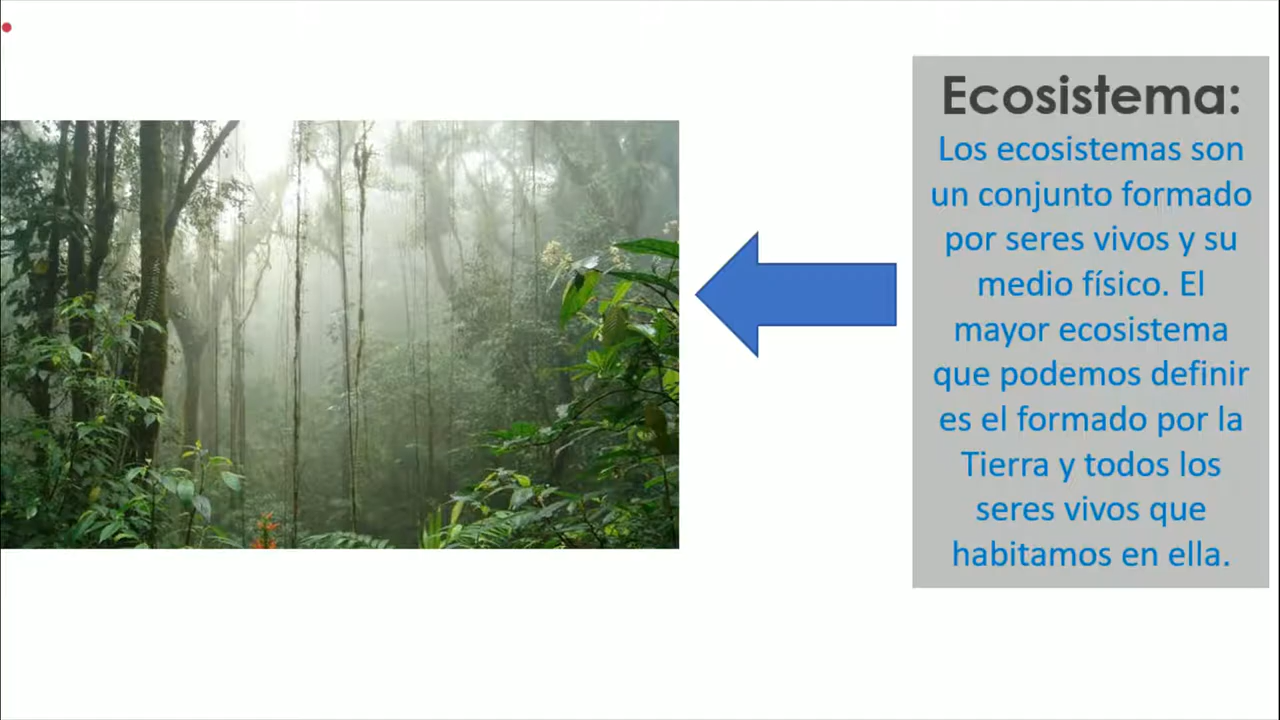 Ecosistema:
Los ecosistemas son
un conjunto formado
por seres vivos y su
medio físico. El
mayor ecosistema
que podemos definir
es el formado por la
Tierra y todos los
seres vivos que
habitamos en ella.